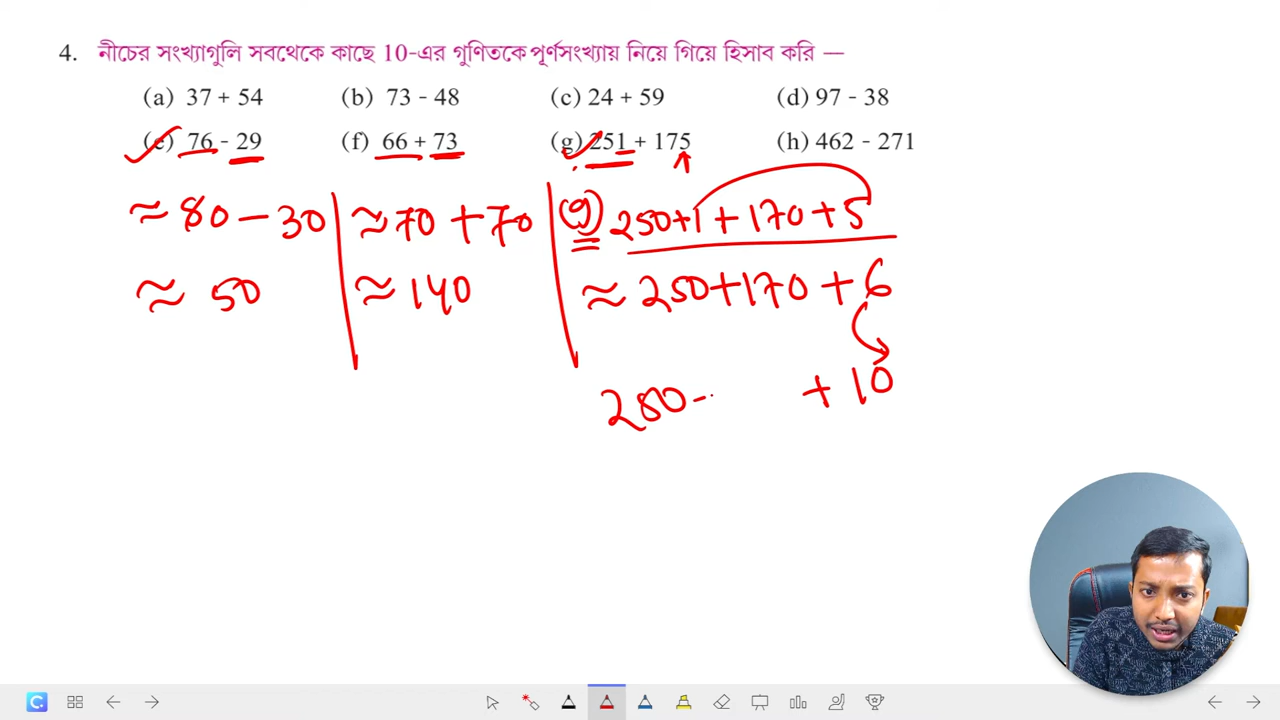 4. নীচের সংখ্যাগুলি সবথেকে কাছে 10-এর গুণিতকে পূর্ণসংখ্যায় নিয়ে গিয়ে হিসাব করি —
(a) 37 + 54 (b) 73 - 48 (c) 24 + 59 (d) 97 - 38
(e) 76 - 29 (f) 66 + 73 (g) 251 + 175 (h) 462 - 271
≈ 80 - 30 ≈ 70 + 70 (g) 250+1 + 170 + 5
≈ 50 ≈ 140 ≈ 250+170 + 6
280- + 10